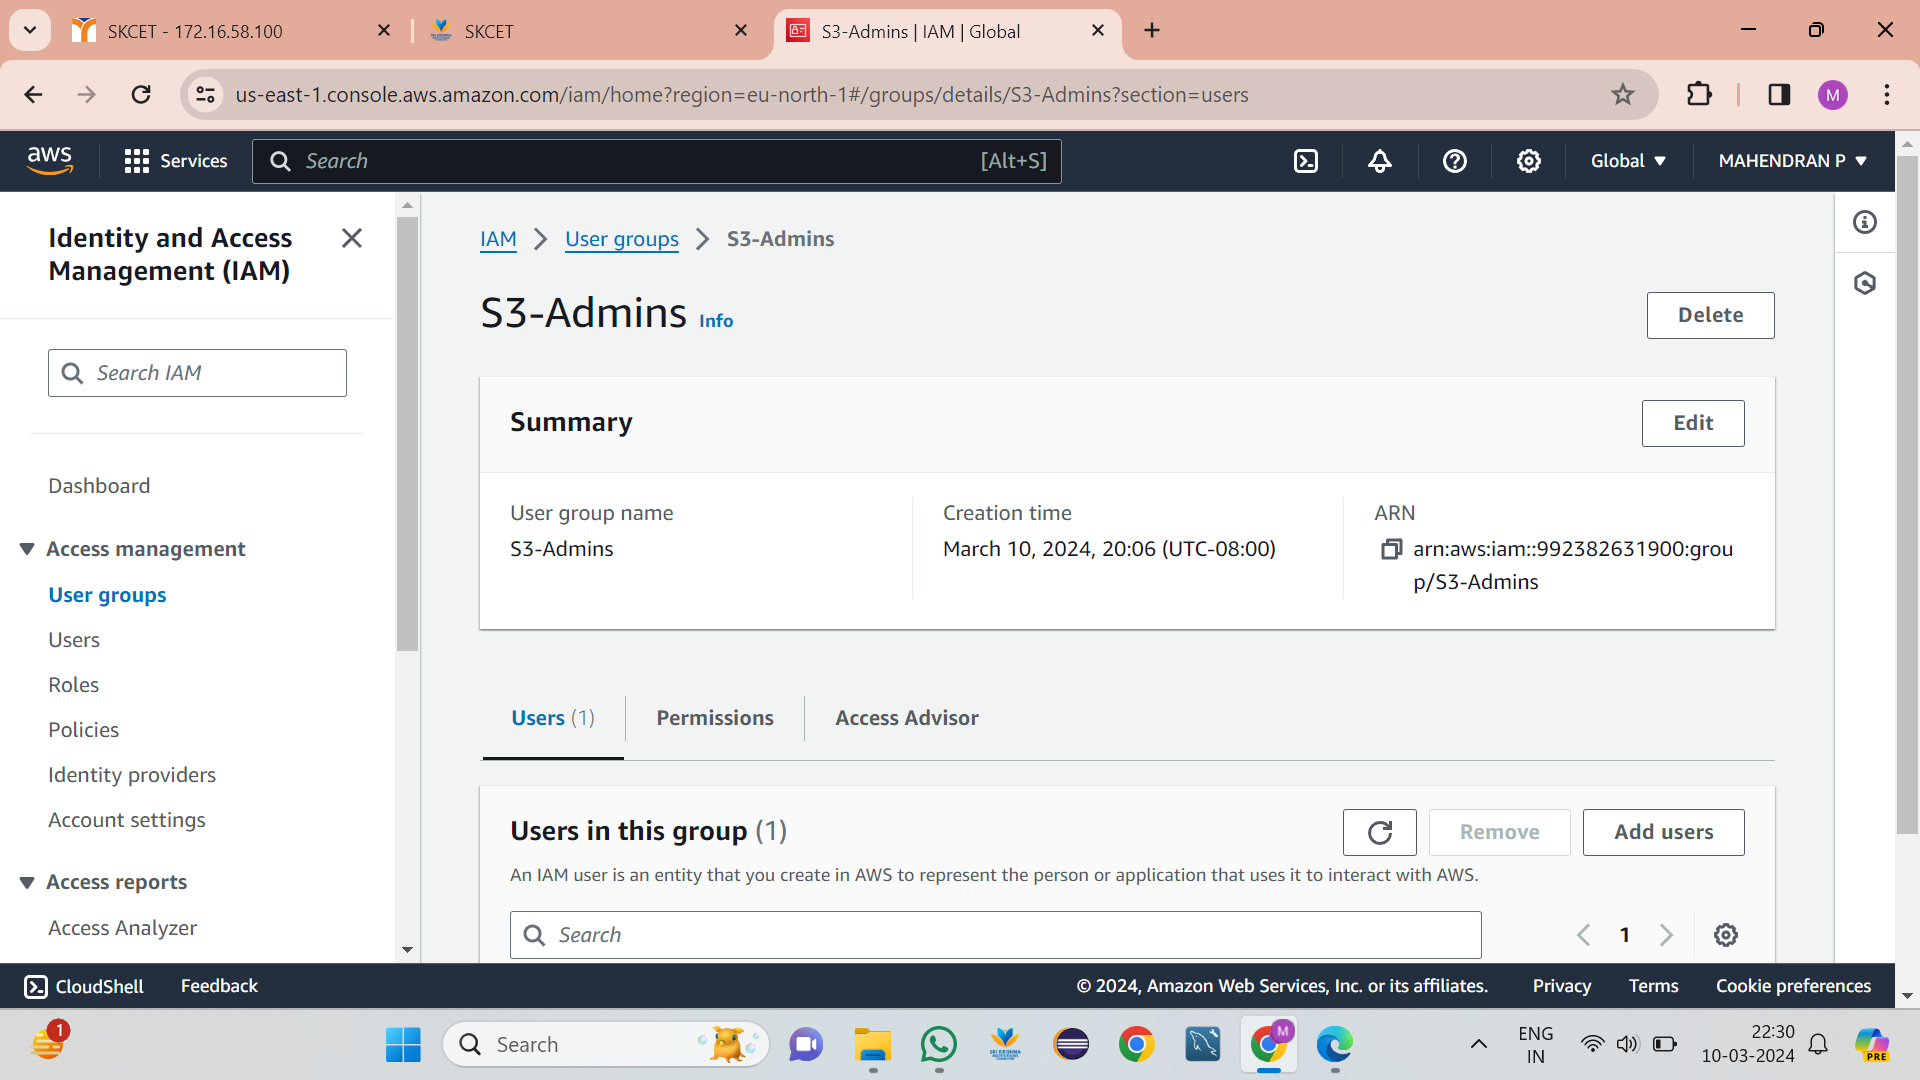 SKCET - 172.16.58.100
SKCET
S3-Admins | IAM | Global
us-east-1.console.aws.amazon.com/iam/home?region=eu-north-1#/groups/details/S3-Admins?section=users
M
aws
Services
Search
[Alt+S]
Global
MAHENDRAN P
Identity and Access
Management (IAM)
Search IAM
Dashboard
Access management
User groups
Users
Roles
Policies
Identity providers
Account settings
Access reports
Access Analyzer
IAM
User groups
S3-Admins
S3-Admins Info
Delete
Summary
Edit
User group name
S3-Admins
Creation time
March 10, 2024, 20:06 (UTC-08:00)
ARN
arn:aws:iam::992382631900:grou
p/S3-Admins
Users (1)
Permissions
Access Advisor
Users in this group (1)
Remove
Add users
An IAM user is an entity that you create in AWS to represent the person or application that uses it to interact with AWS.
Search
1
CloudShell
Feedback
© 2024, Amazon Web Services, Inc. or its affiliates.
Privacy
Terms
Cookie preferences
1
Search
M
ENG
IN
22:30
10-03-2024
PRE